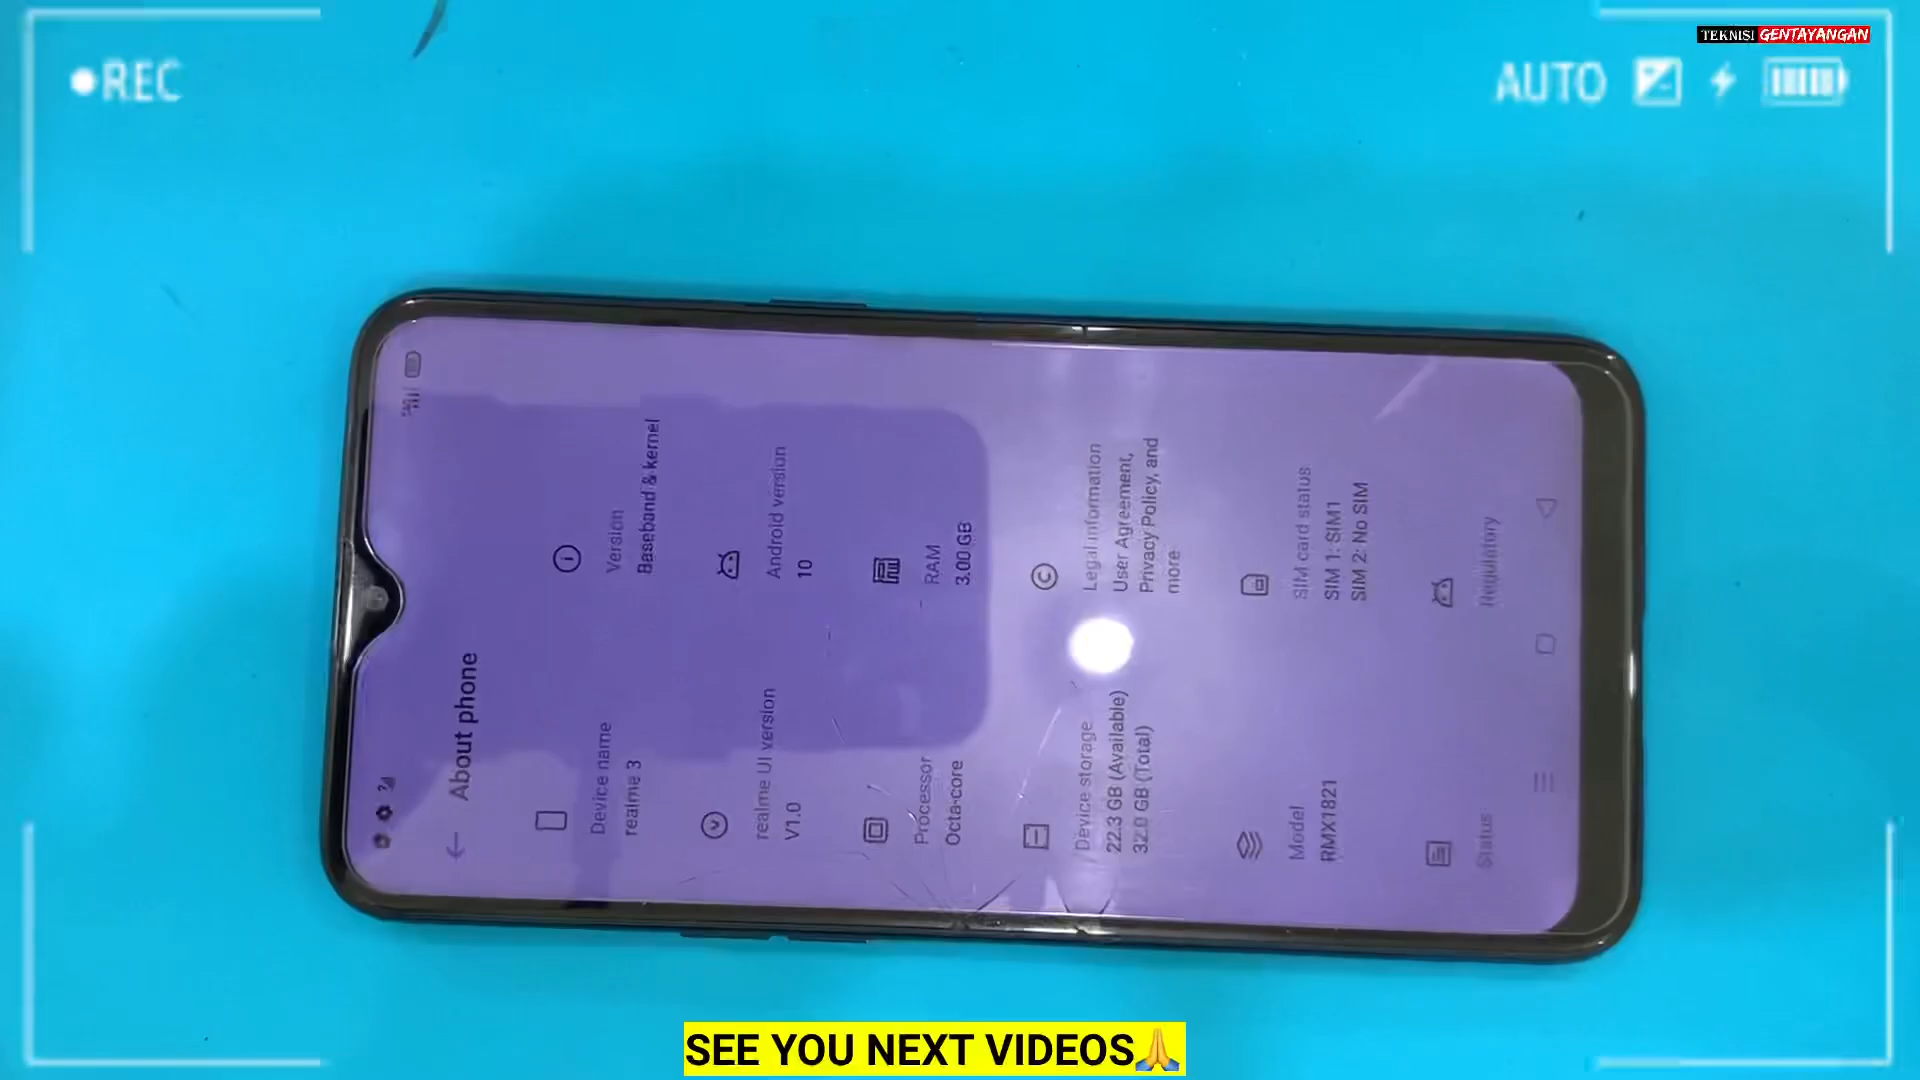 REC
AUTO
TEKNISI GENTAYANGAN
About phone
Device name
realme 3
Version
Baseband & kernel
realme UI version
V1.0
Android version
10
Processor
Octa-core
RAM
3.00 GB
Device storage
22.3 GB (Available)
32.0 GB (Total)
Legal information
User Agreement,
Privacy Policy, and
more
Model
RMX1821
SIM card status
SIM 1: SIM1
SIM 2: No SIM
Status
Regulatory
SEE YOU NEXT VIDEOS🙏